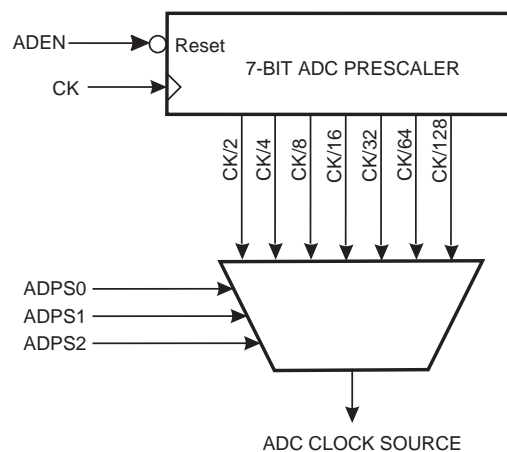 ADEN
Reset
7-BIT ADC PRESCALER
CK
CK/2
CK/4
CK/8
CK/16
CK/32
CK/64
CK/128
ADPS0
ADPS1
ADPS2
ADC CLOCK SOURCE